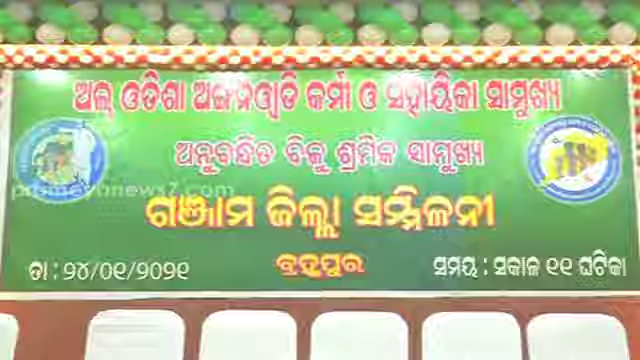 ଅଲ୍ ଓଡିଶା ଅଙ୍ଗନଓ୍ବାଡି କର୍ମୀ ଓ ସହାୟିକା ସାମୁଖ୍ୟ
ଅନୁବନ୍ଧିତ ବିଜୁ ଶ୍ରମିକ ସାମୁଖ୍ୟ
ଗଞ୍ଜାମ ଜିଲ୍ଲା ସମ୍ମିଳନୀ
ବ୍ରହ୍ମପୁର
ତା : ୨୪/୦୧/୨୦୨୧
ସମୟ : ସକାଳ ୧୧ ଘଟିକା